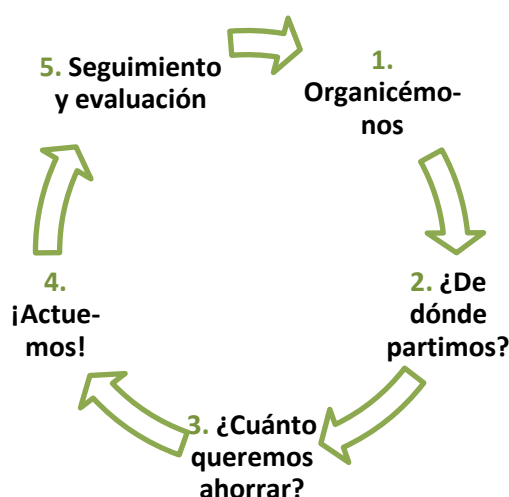 1.
Organicémo-
nos
2. ¿De
dónde
partimos?
3. ¿Cuánto
queremos
ahorrar?
4.
¡Actue-
mos!
5. Seguimiento
y evaluación